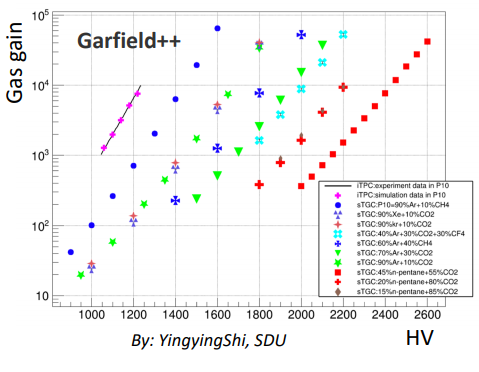 Gas gain
Garfield++
10^5
10^4
10^3
10^2
10
iTPC:experiment data in P10
iTPC:simulation data in P10
sTGC:P10=90%Ar+10%CH4
sTGC:90%Xe+10%CO2
sTGC:90%kr+10%CO2
sTGC:40%Ar+30%CO2+30%CF4
sTGC:60%Ar+40%CH4
sTGC:70%Ar+30%CO2
sTGC:90%Ar+10%CO2
sTGC:45%n-pentane+55%CO2
sTGC:20%n-pentane+80%CO2
sTGC:15%n-pentane+85%CO2
1000 1200 1400 1600 1800 2000 2200 2400 2600
By: YingyingShi, SDU
HV